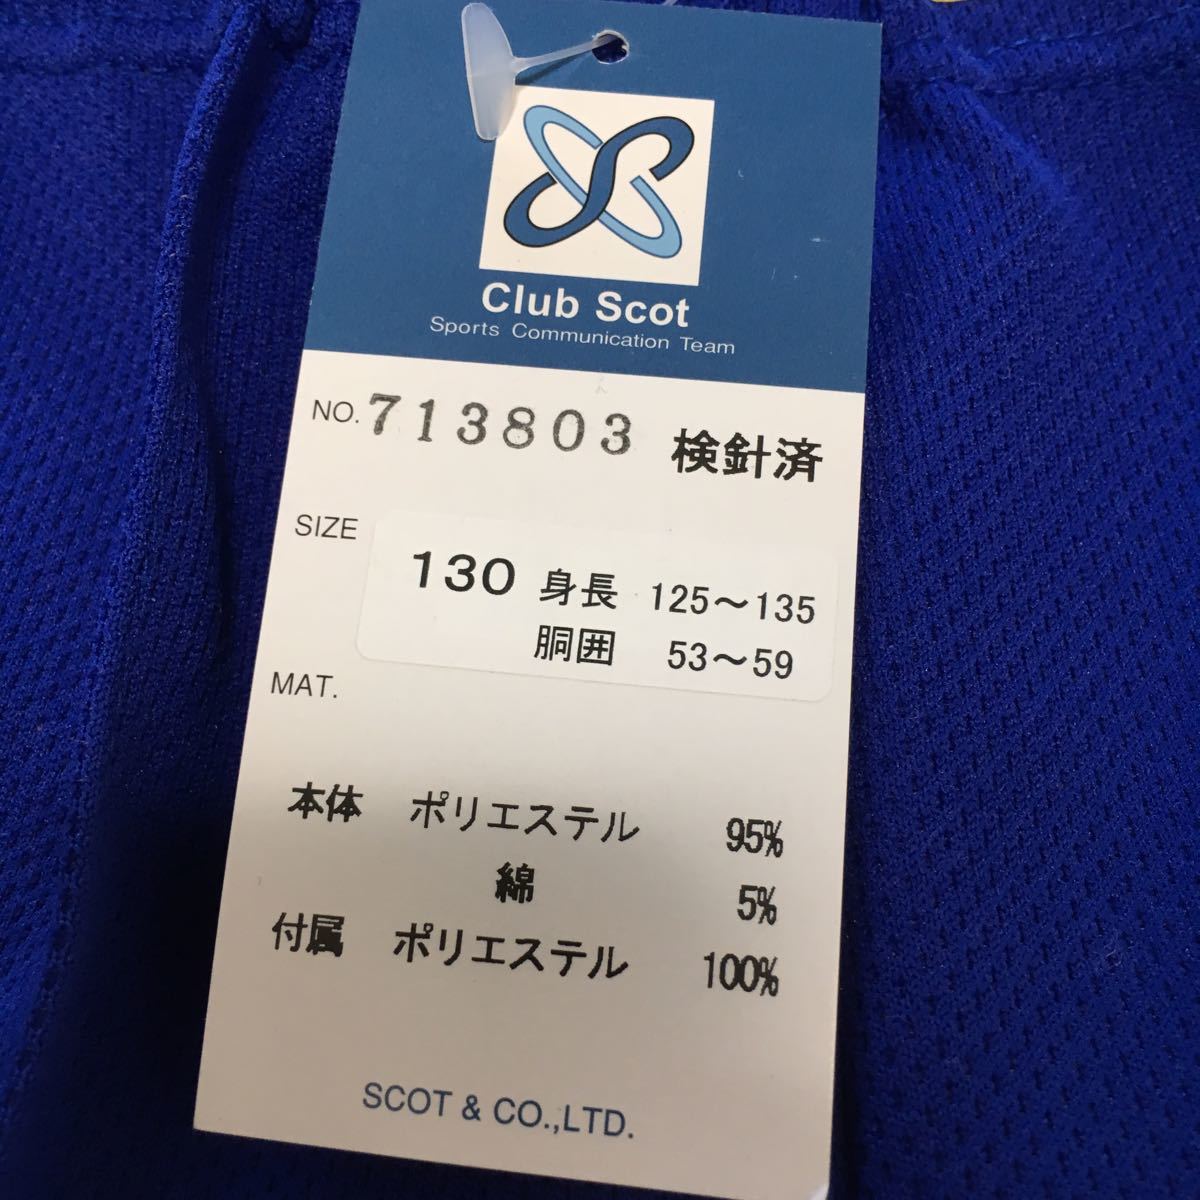 Club Scot
Sports Communication Team
NO. 713803 検針済
SIZE 130 身長 125～135
胴囲 53～59
MAT.
本体 ポリエステル 95%
綿 5%
付属 ポリエステル 100%
SCOT & CO.,LTD.